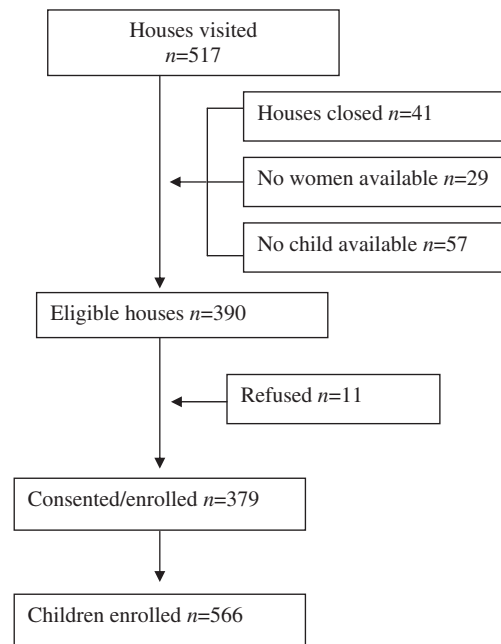 Houses visited
n=517
Houses closed n=41
No women available n=29
No child available n=57
Eligible houses n=390
Refused n=11
Consented/enrolled n=379
Children enrolled n=566